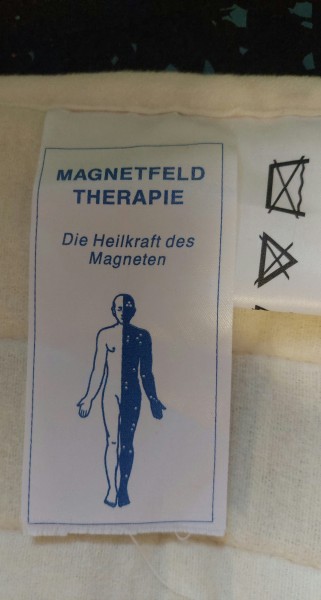 MAGNETFELD
THERAPIE
Die Heilkraft des
Magneten